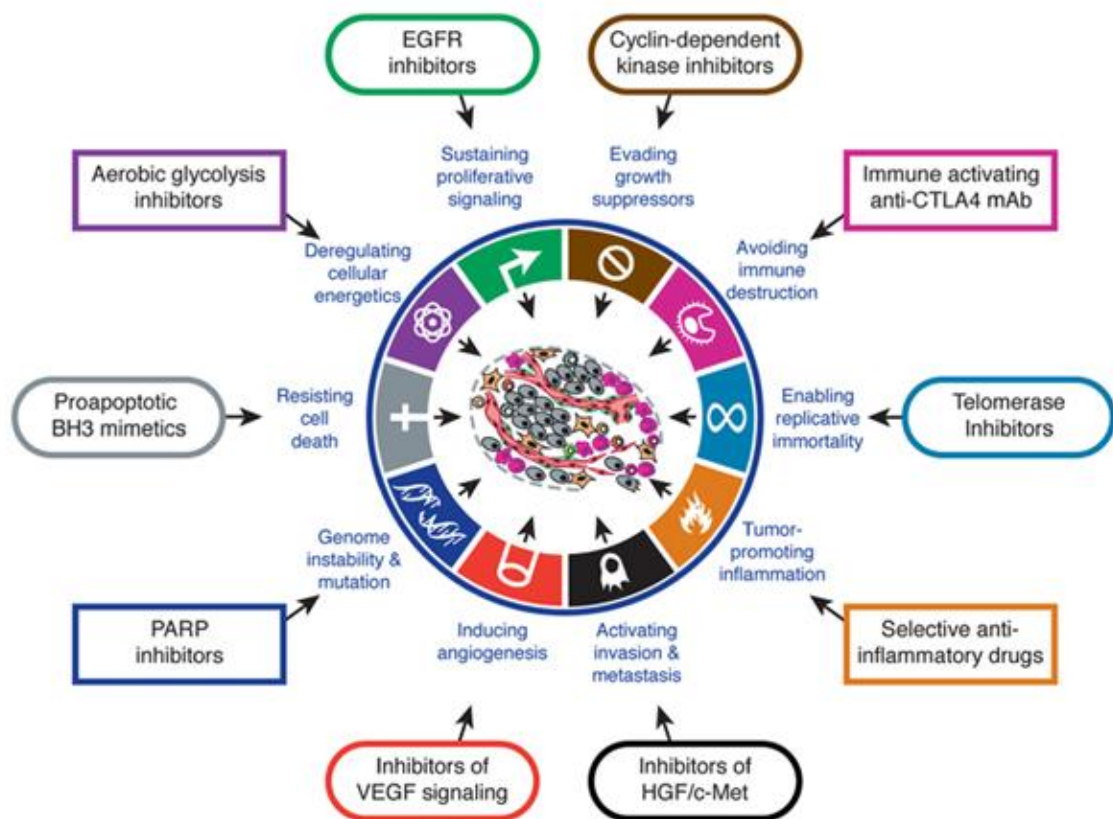 EGFR
inhibitors
Cyclin-dependent
kinase inhibitors
Sustaining
proliferative
signaling
Evading
growth
suppressors
Aerobic glycolysis
inhibitors
Immune activating
anti-CTLA4 mAb
Deregulating
cellular
energetics
Avoiding
immune
destruction
Proapoptotic
BH3 mimetics
Resisting
cell
death
Enabling
replicative
immortality
Telomerase
Inhibitors
Genome
instability &
mutation
Tumor-
promoting
inflammation
PARP
inhibitors
Inducing
angiogenesis
Activating
invasion &
metastasis
Selective anti-
inflammatory drugs
Inhibitors of
VEGF signaling
Inhibitors of
HGF/c-Met